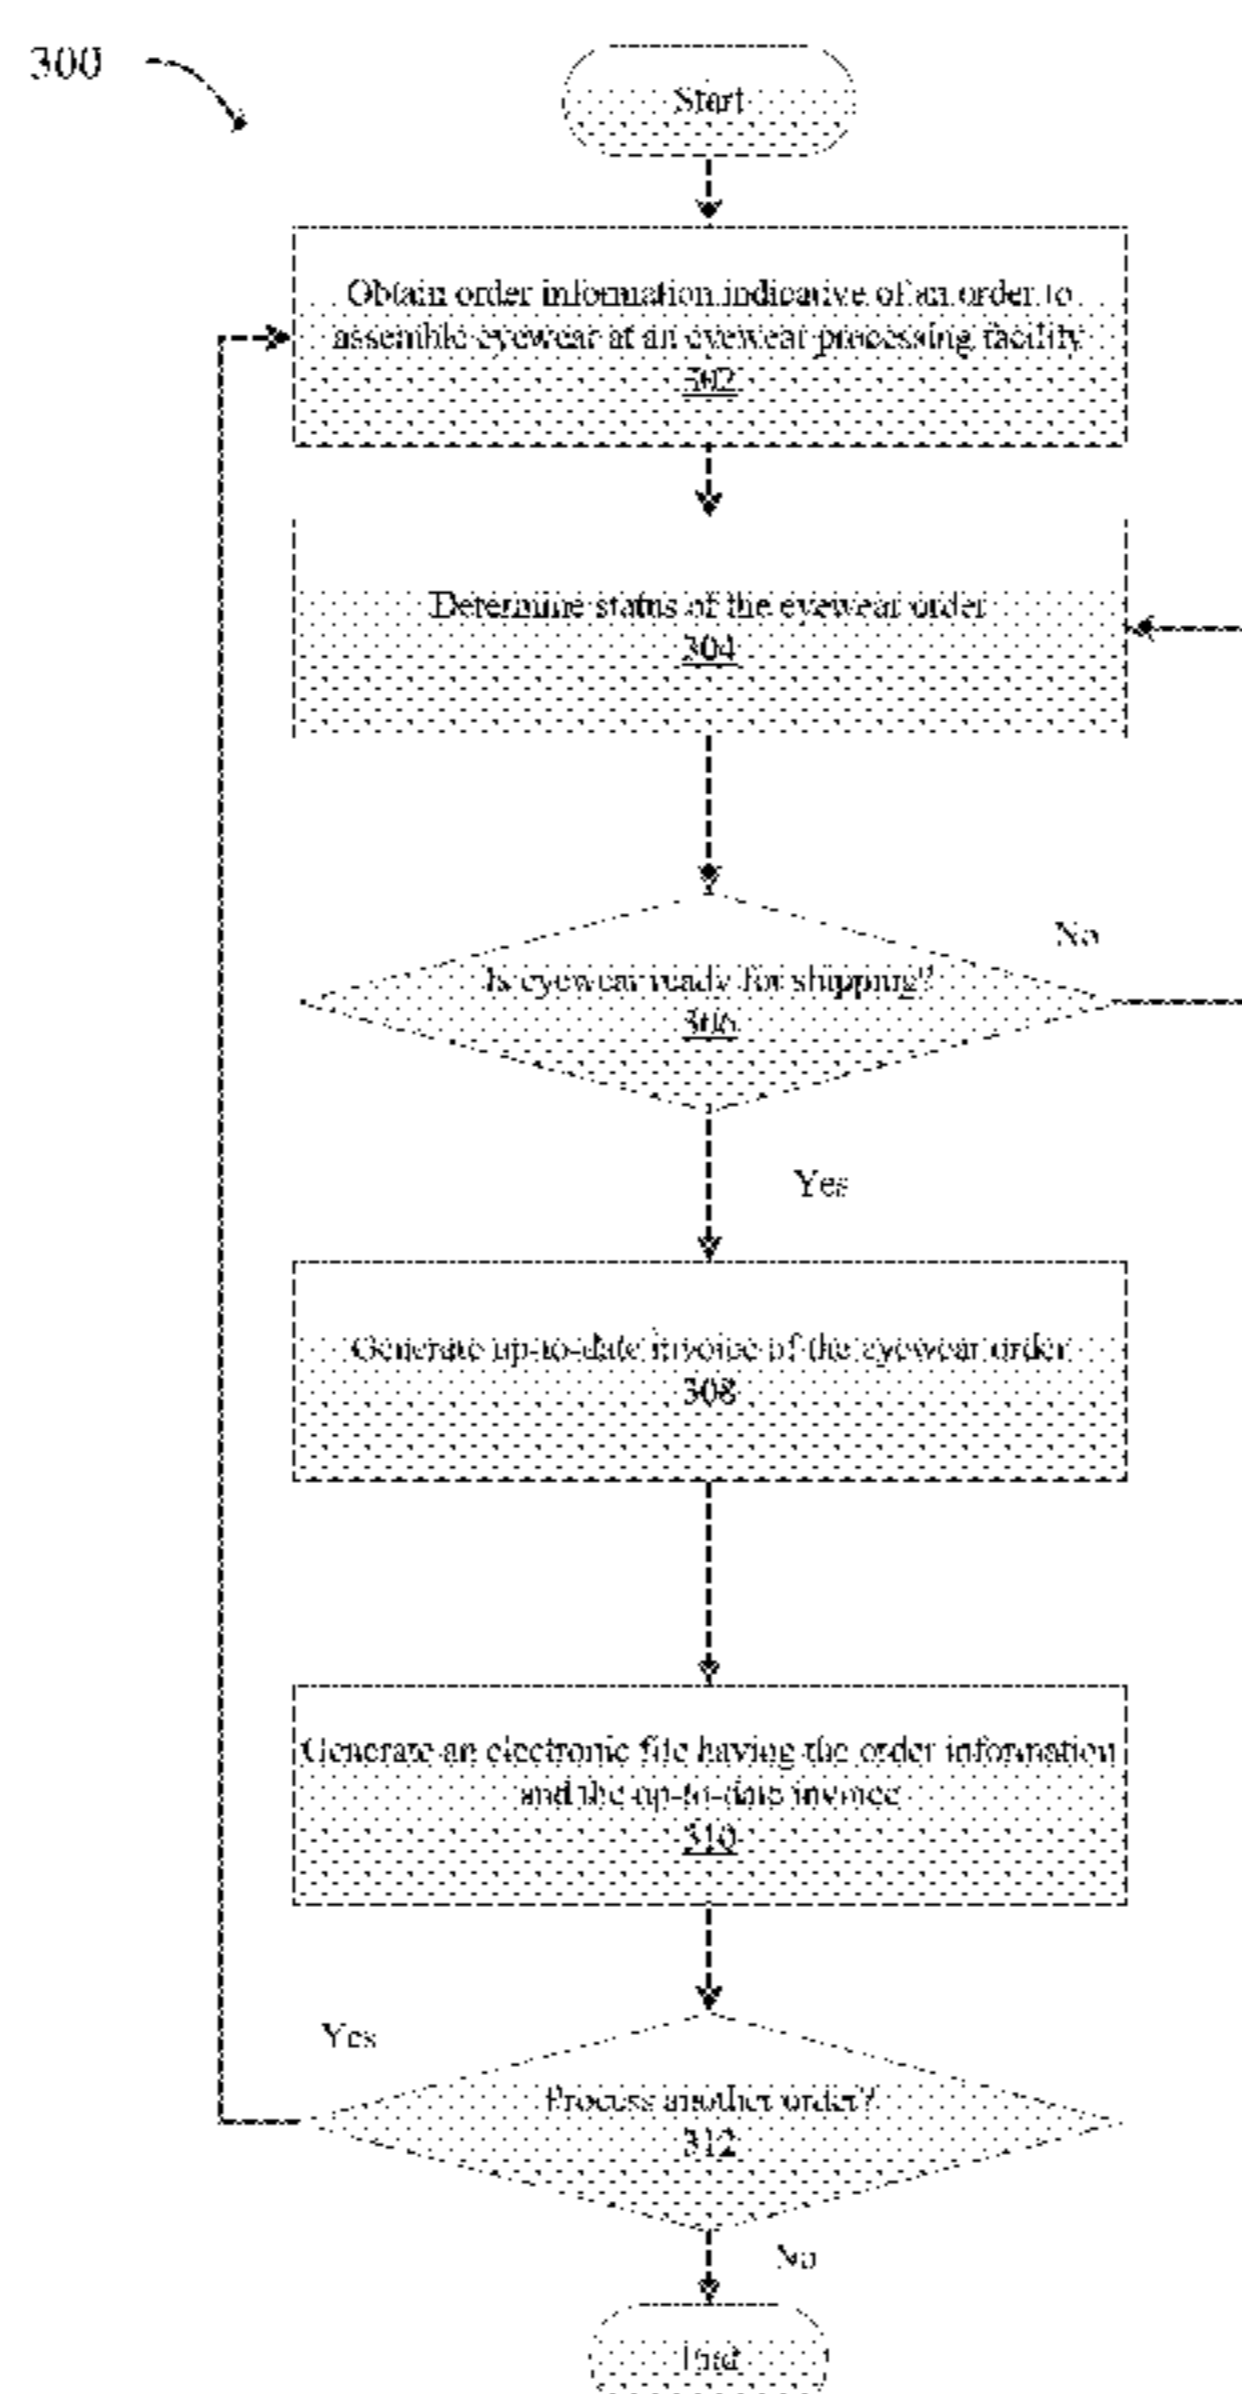 300
Start
Obtain order information indicative of an order to
assemble eyewear at an eyewear processing facility
302
Determine status of the eyewear order
304
No
Is eyewear ready for shipping?
306
Yes
Generate up-to-date invoice of the eyewear order
308
Generate an electronic file having the order information
and the up-to-date invoice
310
Yes
Process another order?
312
No
End